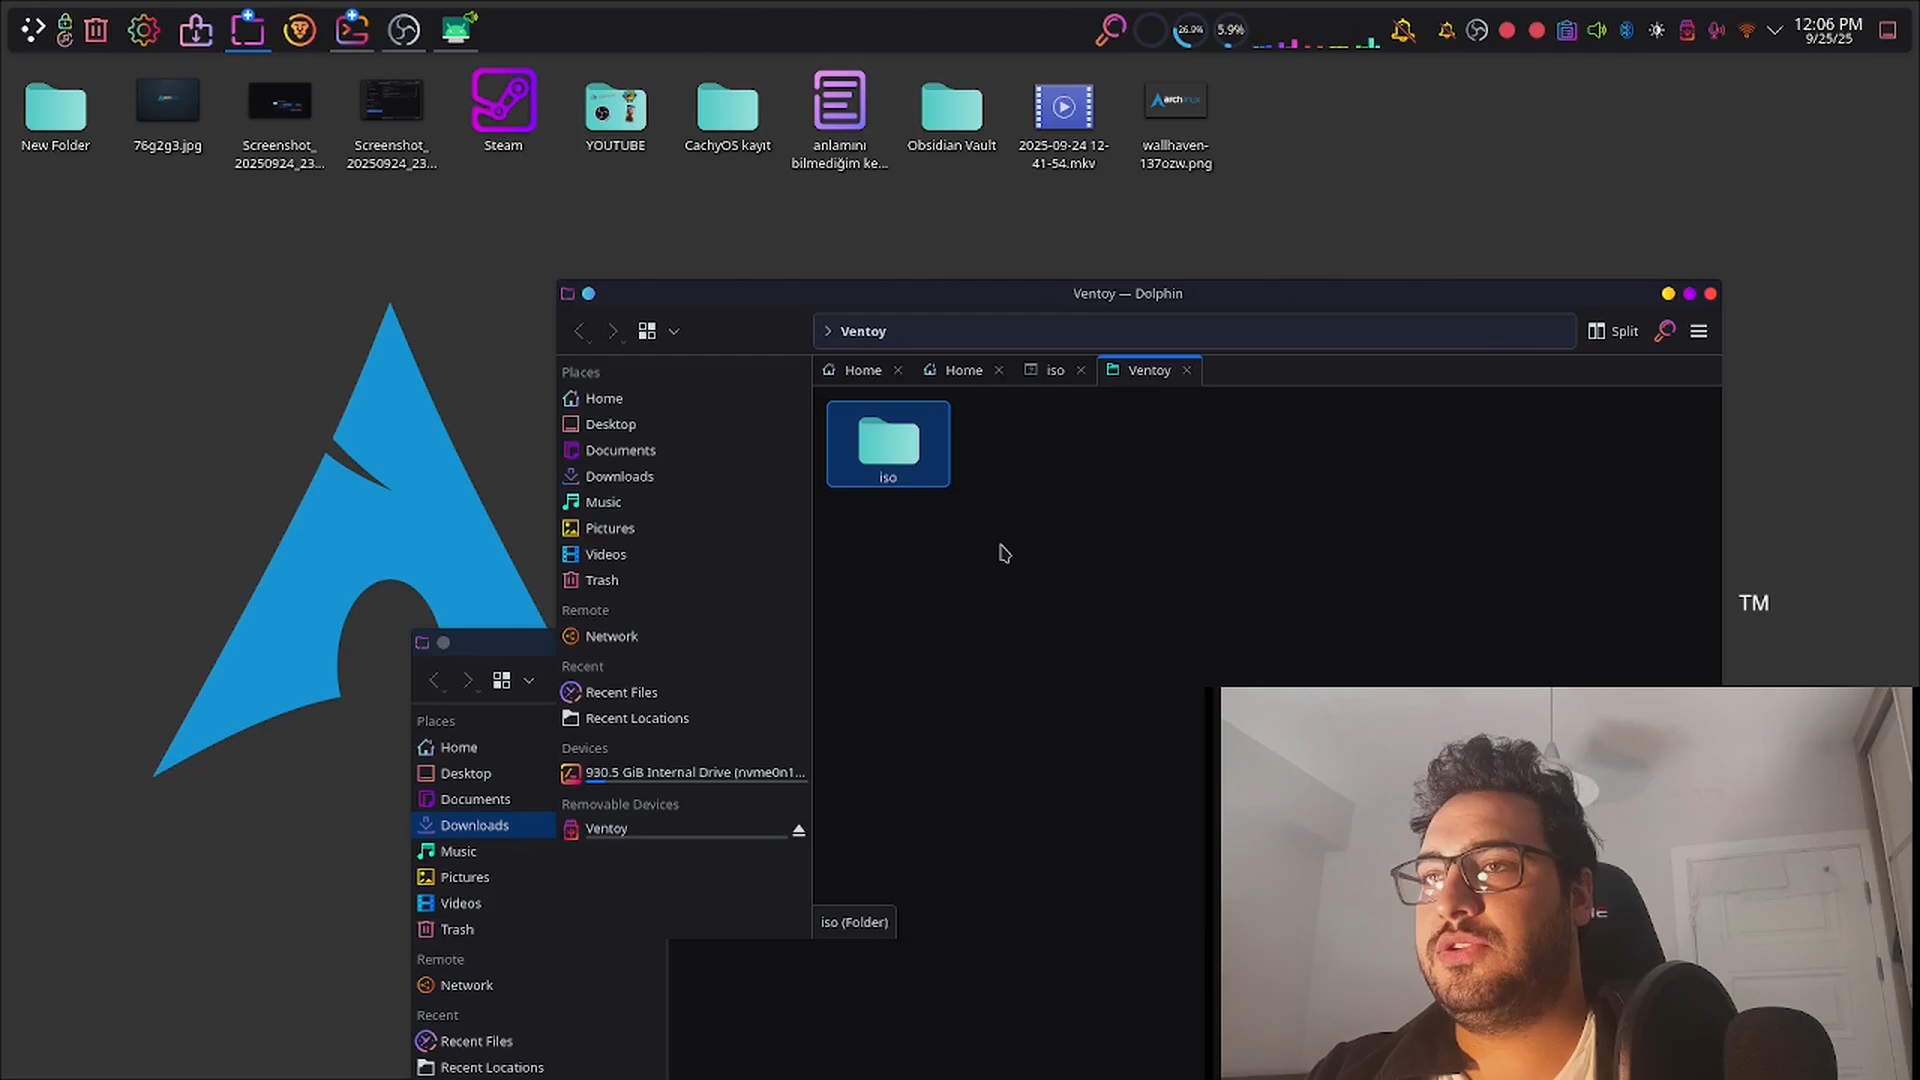 26.9%
5.9%
12:06 PM
9/25/25
New Folder
76g2g3.jpg
Screenshot_
20250924_23...
Screenshot_
20250924_23...
Steam
YOUTUBE
CachyOS kayıt
anlamını
bilmediğim ke...
Obsidian Vault
2025-09-24 12-
41-54.mkv
archlinux
wallhaven-
137ozw.png
Ventoy — Dolphin
Ventoy
Split
Home
Home
iso
Ventoy
Places
Home
Desktop
Documents
Downloads
Music
Pictures
Videos
Trash
Remote
Network
Recent
Recent Files
Recent Locations
Devices
930.5 GiB Internal Drive (nvme0n1...
Removable Devices
Ventoy
iso
iso (Folder)
TM
Places
Home
Desktop
Documents
Downloads
Music
Pictures
Videos
Trash
Remote
Network
Recent
Recent Files
Recent Locations